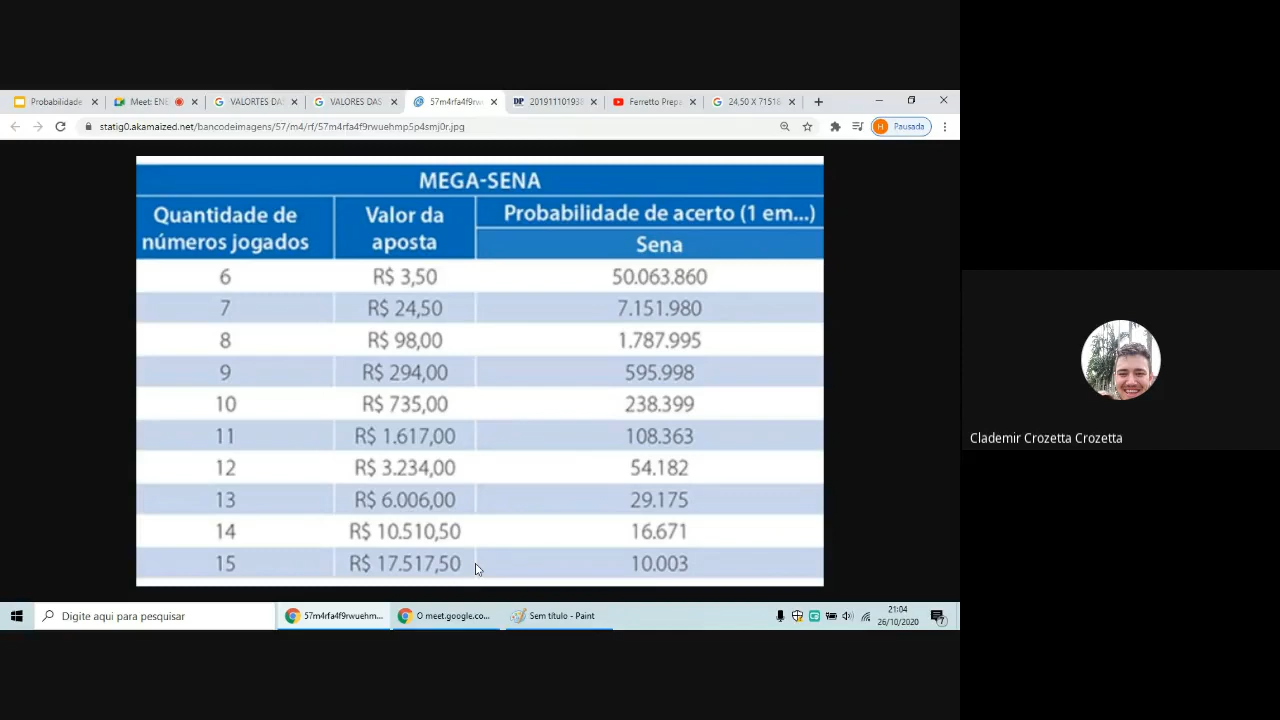 Probabilidade
Meet: EN
VALORTES DAS
VALORES DAS
57m4rfa4f9rw
2019111019
Ferretto Prep
24,50 X 71518
statig0.akamaized.net/bancodeimagens/57/m4/rf/57m4rfa4f9rwuehmp5p4smj0r.jpg
H
Pausada
MEGA-SENA
Quantidade de
números jogados
Valor da
aposta
Probabilidade de acerto (1 em...)
Sena
6 R$ 3,50 50.063.860
7 R$ 24,50 7.151.980
8 R$ 98,00 1.787.995
9 R$ 294,00 595.998
10 R$ 735,00 238.399
11 R$ 1.617,00 108.363
12 R$ 3.234,00 54.182
13 R$ 6.006,00 29.175
14 R$ 10.510,50 16.671
15 R$ 17.517,50 10.003
Clademir Crozetta Crozetta
Digite aqui para pesquisar
57m4rfa4f9rwuehm...
O meet.google.co...
Sem título - Paint
21:04
26/10/2020